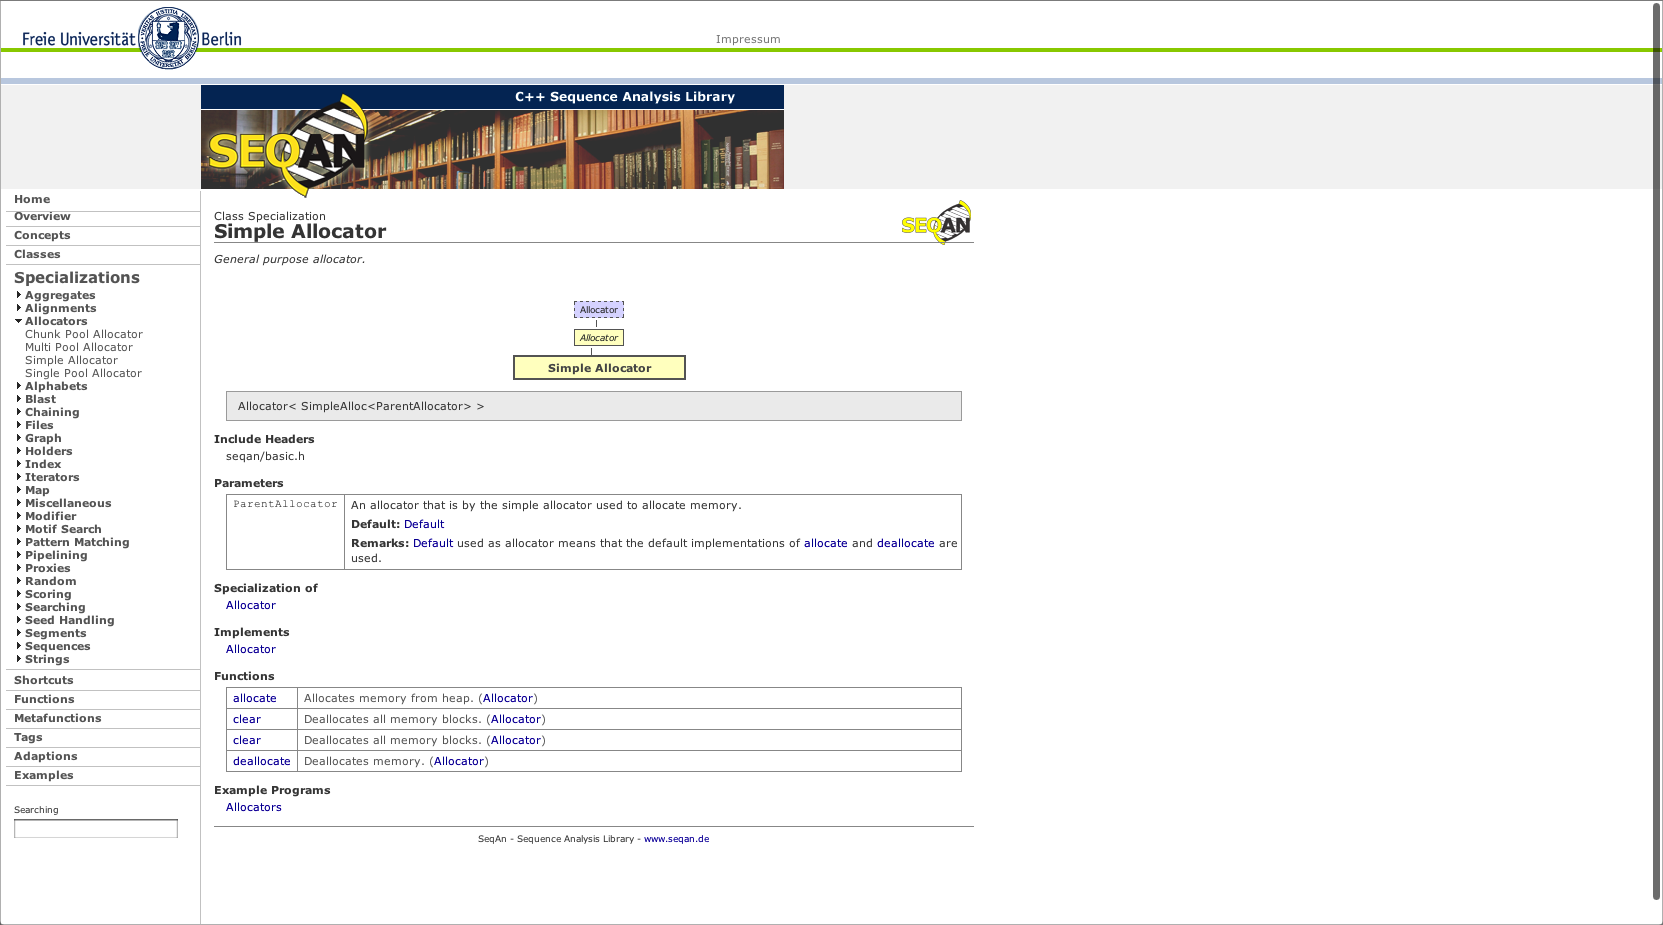 Freie Universität Berlin
Impressum
C++ Sequence Analysis Library
SEQAN
Home
Overview
Concepts
Classes
Specializations
Aggregates
Alignments
Allocators
Chunk Pool Allocator
Multi Pool Allocator
Simple Allocator
Single Pool Allocator
Alphabets
Blast
Chaining
Files
Graph
Holders
Index
Iterators
Map
Miscellaneous
Modifier
Motif Search
Pattern Matching
Pipelining
Proxies
Random
Scoring
Searching
Seed Handling
Segments
Sequences
Strings
Shortcuts
Functions
Metafunctions
Tags
Adaptions
Examples
Searching
Class Specialization
Simple Allocator
SEQAN
General purpose allocator.
Allocator
Allocator
Simple Allocator
Allocator< SimpleAlloc<ParentAllocator> >
Include Headers
seqan/basic.h
Parameters
ParentAllocator An allocator that is by the simple allocator used to allocate memory.
Default: Default
Remarks: Default used as allocator means that the default implementations of allocate and deallocate are
used.
Specialization of
Allocator
Implements
Allocator
Functions
allocate Allocates memory from heap. (Allocator)
clear Deallocates all memory blocks. (Allocator)
clear Deallocates all memory blocks. (Allocator)
deallocate Deallocates memory. (Allocator)
Example Programs
Allocators
SeqAn - Sequence Analysis Library - www.seqan.de